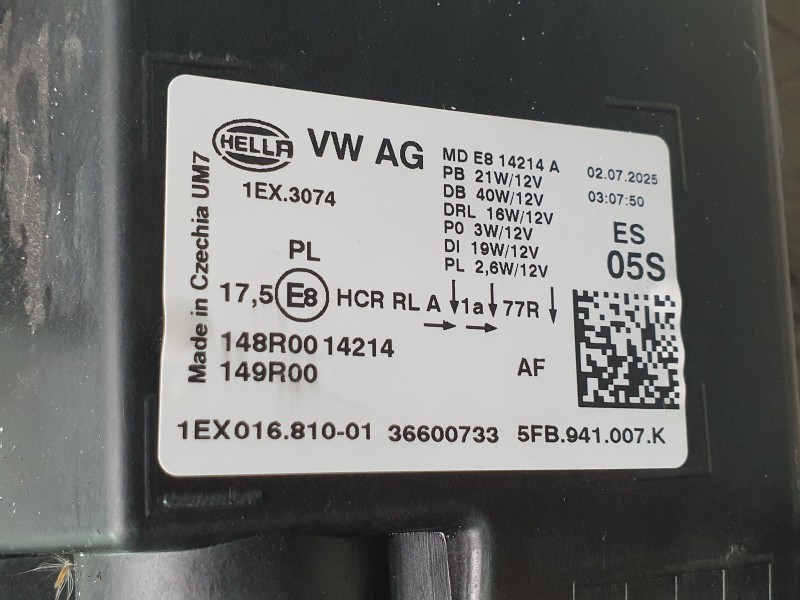 HELLA VW AG
1EX.3074
Made in Czechia UM7
MD E8 14214 A
PB 21W/12V
DB 40W/12V
DRL 16W/12V
PO 3W/12V
DI 19W/12V
PL 2,6W/12V
02.07.2025
03:07:50
ES
05S
PL
17,5 E8 HCR RL A ↓ 1a ↓ 77R ↓
→ →
148R00 14214
149R00
AF
1EX016.810-01 36600733 5FB.941.007.K